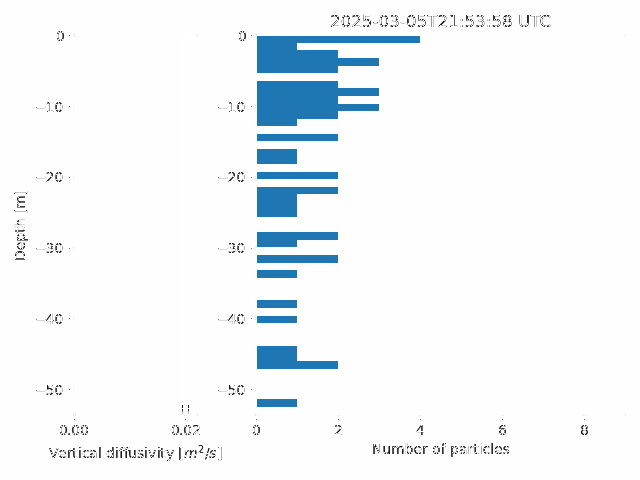 2025-03-05T21:53:58 UTC
0
−10
−20
−30
−40
−50
0
−10
−20
−30
−40
−50
Depth [m]
0.00 0.02
0 2 4 6 8
Vertical diffusivity [m²/s]
Number of particles